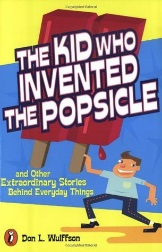 THE KID WHO
INVENTED
THE POPSICLE
and Other
Extraordinary Stories
Behind Everyday Things
Don L. Wulffson